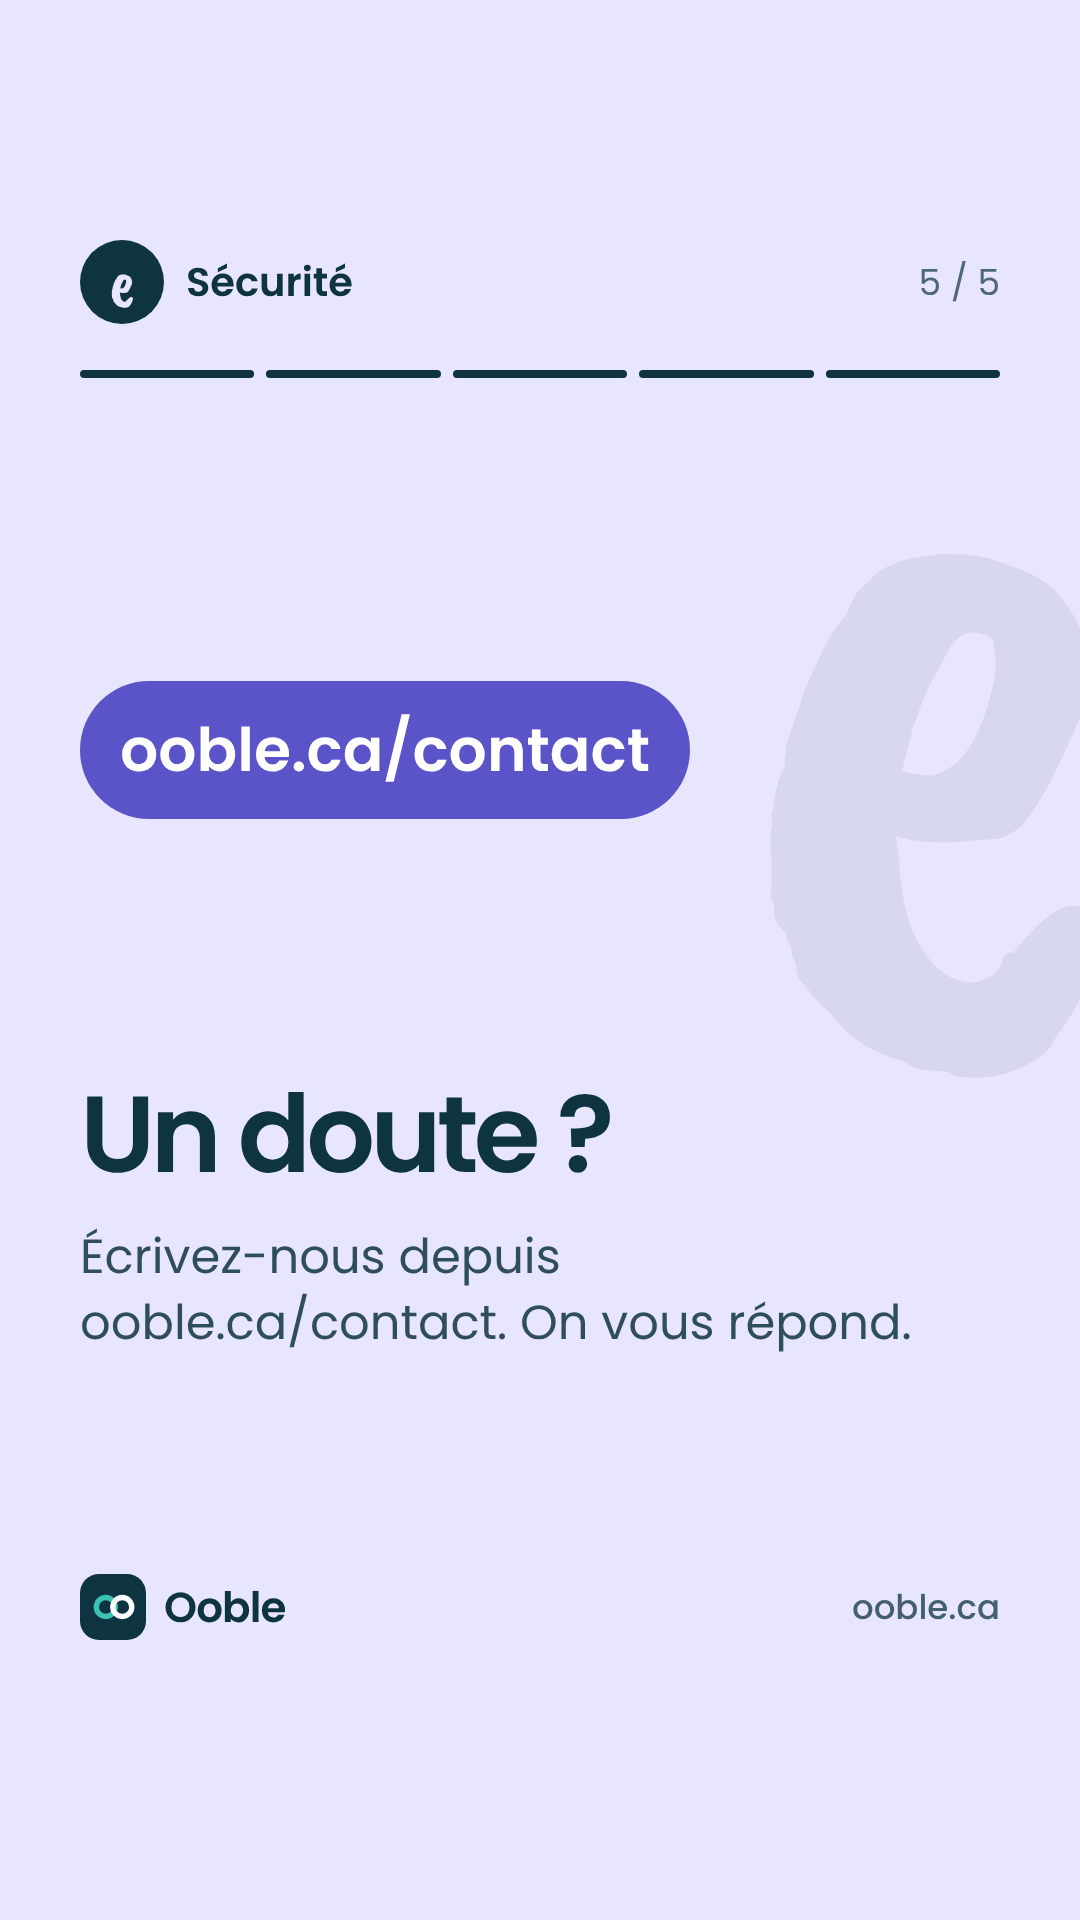 e
Sécurité
5 / 5
e
ooble.ca/contact
Un doute ?
Écrivez-nous depuis
ooble.ca/contact. On vous répond.
Ooble
ooble.ca